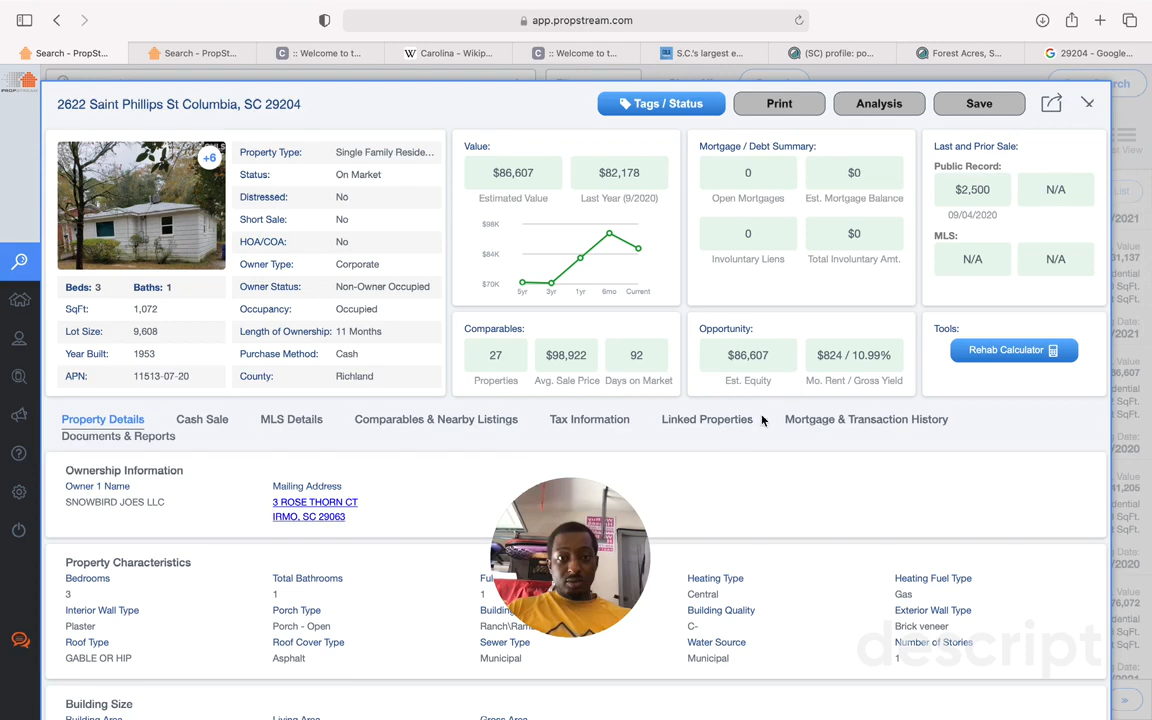 app.propstream.com
Search - PropSt...
Search - PropSt...
:: Welcome to t...
Carolina - Wikip...
:: Welcome to t...
S.C.'s largest e...
(SC) profile: po...
Forest Acres, S...
29204 - Google...
PROPSTREAM
2622 Saint Phillips St Columbia, SC 29204
Tags / Status
Print
Analysis
Save
+6
Beds: 3 Baths: 1
SqFt: 1,072
Lot Size: 9,608
Year Built: 1953
APN: 11513-07-20
Property Type: Single Family Reside...
Status: On Market
Distressed: No
Short Sale: No
HOA/COA: No
Owner Type: Corporate
Owner Status: Non-Owner Occupied
Occupancy: Occupied
Length of Ownership: 11 Months
Purchase Method: Cash
County: Richland
Value:
$86,607 $82,178
Estimated Value Last Year (9/2020)
$98K
$84K
$70K
5yr 3yr 1yr 6mo Current
Mortgage / Debt Summary:
0 $0
Open Mortgages Est. Mortgage Balance
0 $0
Involuntary Liens Total Involuntary Amt.
Last and Prior Sale:
Public Record:
$2,500 N/A
09/04/2020
MLS:
N/A N/A
Comparables:
27 $98,922 92
Properties Avg. Sale Price Days on Market
Opportunity:
$86,607 $824 / 10.99%
Est. Equity Mo. Rent / Gross Yield
Tools:
Rehab Calculator
Property Details Cash Sale MLS Details Comparables & Nearby Listings Tax Information Linked Properties Mortgage & Transaction History
Documents & Reports
Ownership Information
Owner 1 Name Mailing Address
SNOWBIRD JOES LLC 3 ROSE THORN CT
IRMO, SC 29063
Property Characteristics
Bedrooms Total Bathrooms Heating Type Heating Fuel Type
3 1 1 Central Gas
Interior Wall Type Porch Type Building Quality Exterior Wall Type
Plaster Porch - Open C- Brick veneer
Roof Type Roof Cover Type Sewer Type Water Source Number of Stories
GABLE OR HIP Asphalt Municipal Municipal 1
descript
Building Size
Building Area Living Area Gross Area